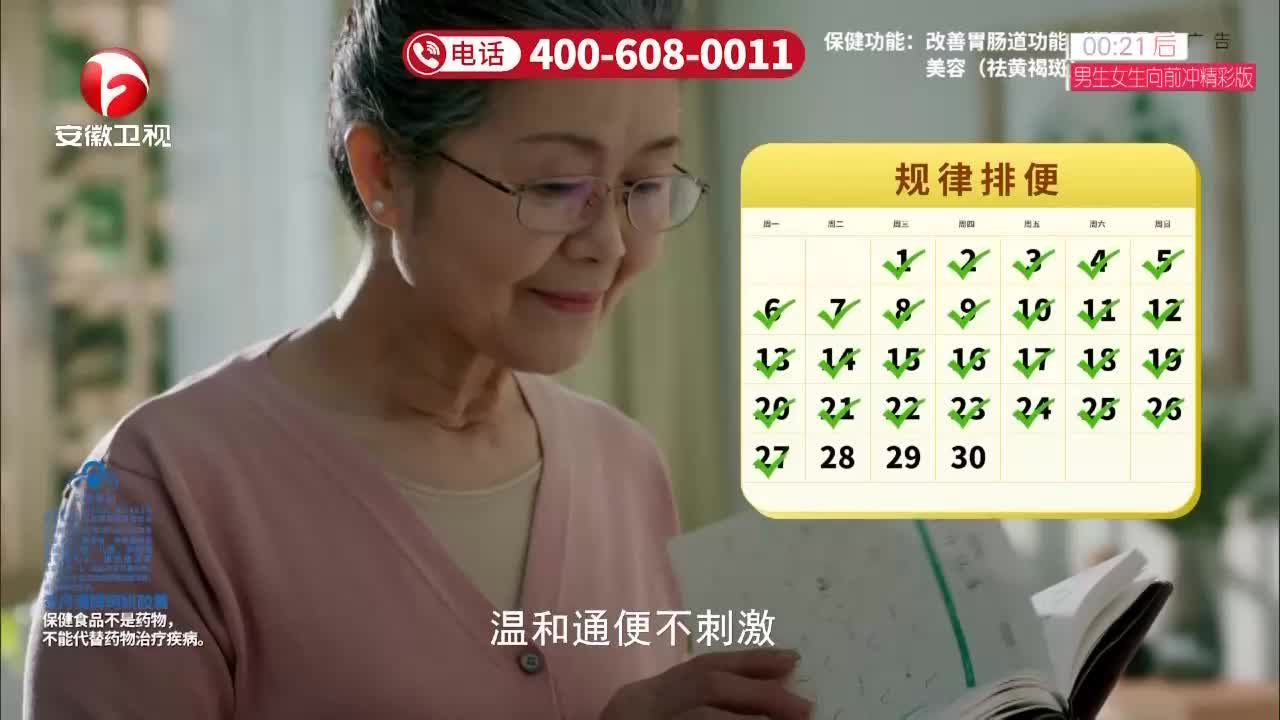 安徽卫视
电话 400-608-0011
保健功能：改善胃肠道功能
美容（祛黄褐斑
00:21后
广告
男生女生向前冲精彩版
规律排便
周一 周二 周三 周四 周五 周六 周日
1 2 3 4 5
6 7 8 9 10 11 12
13 14 15 16 17 18 19
20 21 22 23 24 25 26
27 28 29 30
保健食品不是药物，
不能代替药物治疗疾病。
温和通便不刺激